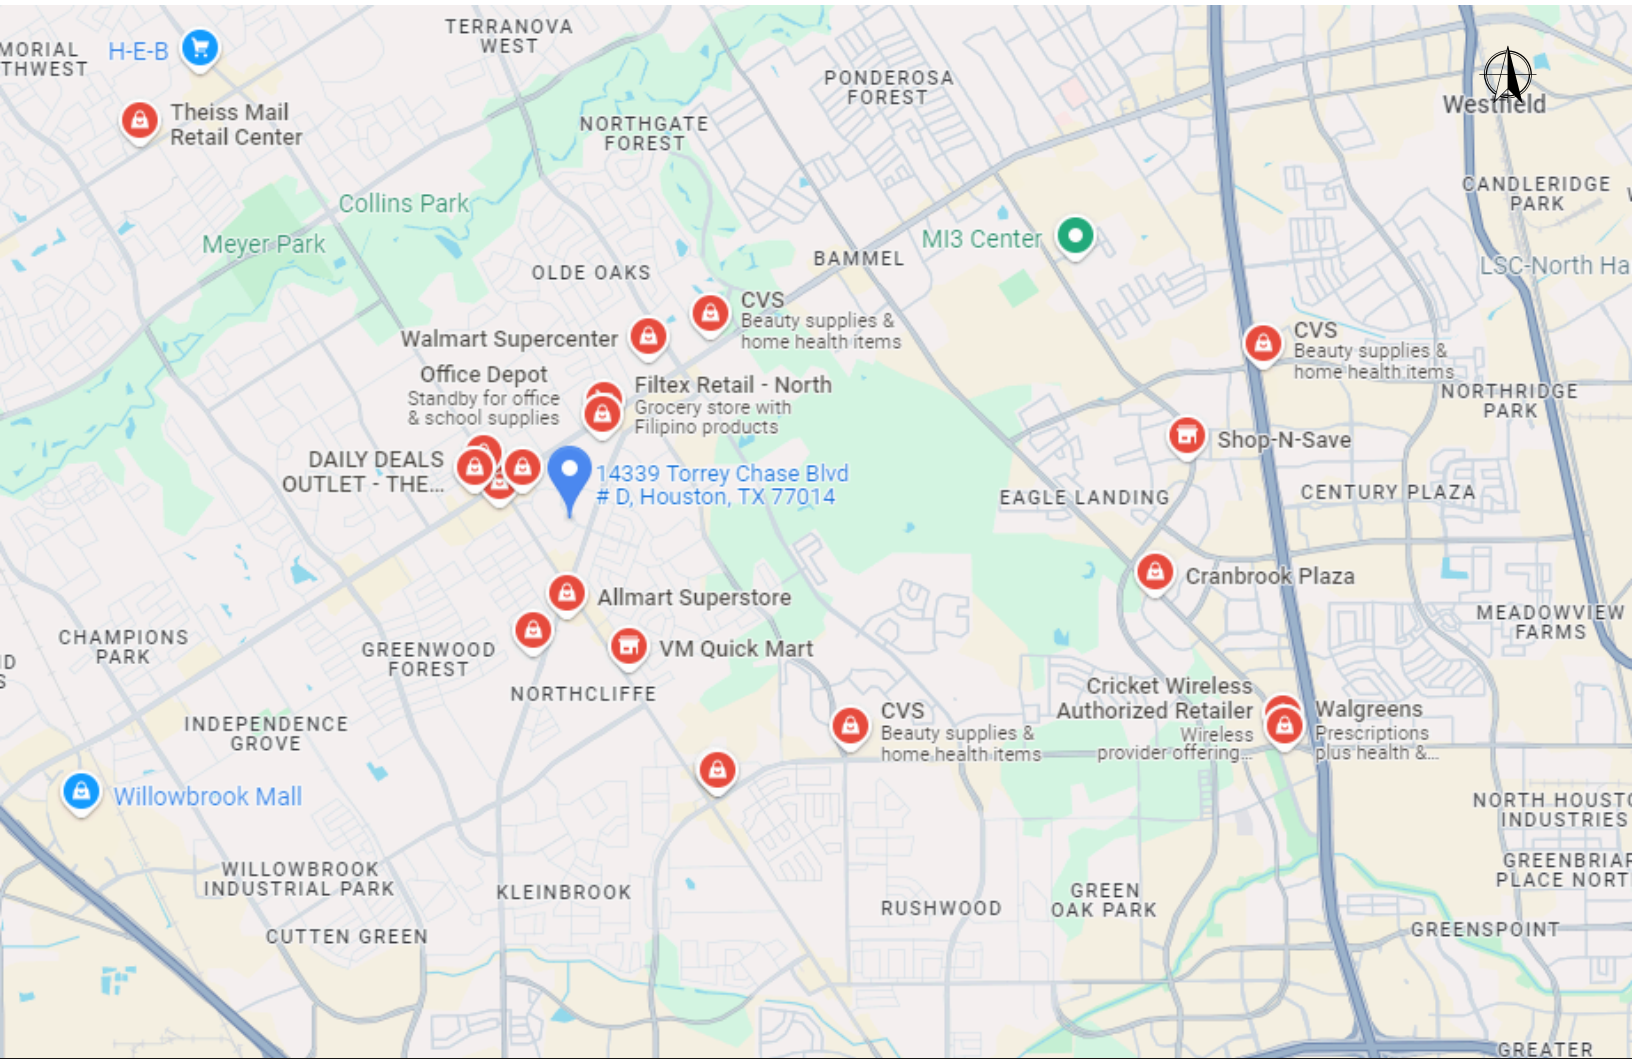 TERRANOVA
WEST
MORIAL
THWEST
H-E-B
Theiss Mail
Retail Center
PONDEROSA
FOREST
Westfield
NORTHGATE
FOREST
CANDLERIDGE
PARK
Collins Park
Meyer Park
MI3 Center
BAMMEL
LSC-North Ha
OLDE OAKS
CVS
Beauty supplies &
home health items
Walmart Supercenter
CVS
Beauty supplies &
home health items
Office Depot
Standby for office
& school supplies
Filtex Retail - North
Grocery store with
Filipino products
NORTHRIDGE
PARK
Shop-N-Save
DAILY DEALS
OUTLET - THE...
14339 Torrey Chase Blvd
# D, Houston, TX 77014
EAGLE LANDING
CENTURY PLAZA
Cranbrook Plaza
Allmart Superstore
MEADOWVIEW
FARMS
CHAMPIONS
PARK
D
S
GREENWOOD
FOREST
VM Quick Mart
NORTHCLIFFE
Cricket Wireless
Authorized Retailer
Wireless
provider offering...
Walgreens
Prescriptions
plus health &...
CVS
Beauty supplies &
home health items
INDEPENDENCE
GROVE
Willowbrook Mall
NORTH HOUSTO
INDUSTRIES
WILLOWBROOK
INDUSTRIAL PARK
KLEINBROOK
GREENBRIAR
PLACE NORT
GREEN
OAK PARK
RUSHWOOD
CUTTEN GREEN
GREENSPOINT
GREATER